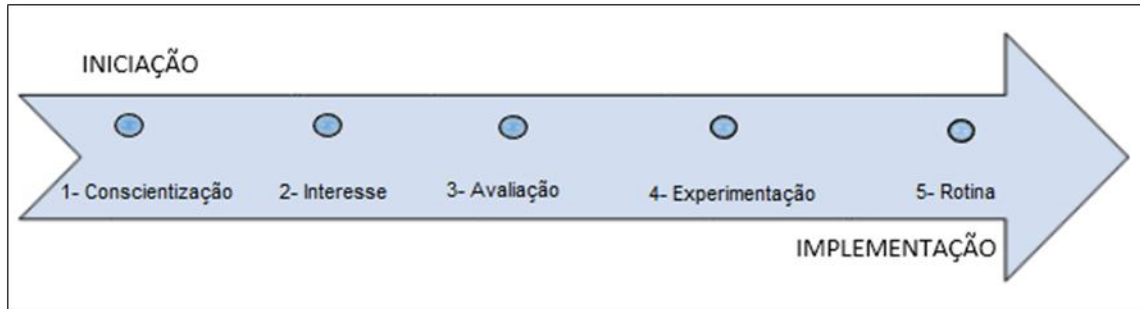 INICIAÇÃO
1- Conscientização 2- Interesse 3- Avaliação 4- Experimentação 5- Rotina
IMPLEMENTAÇÃO